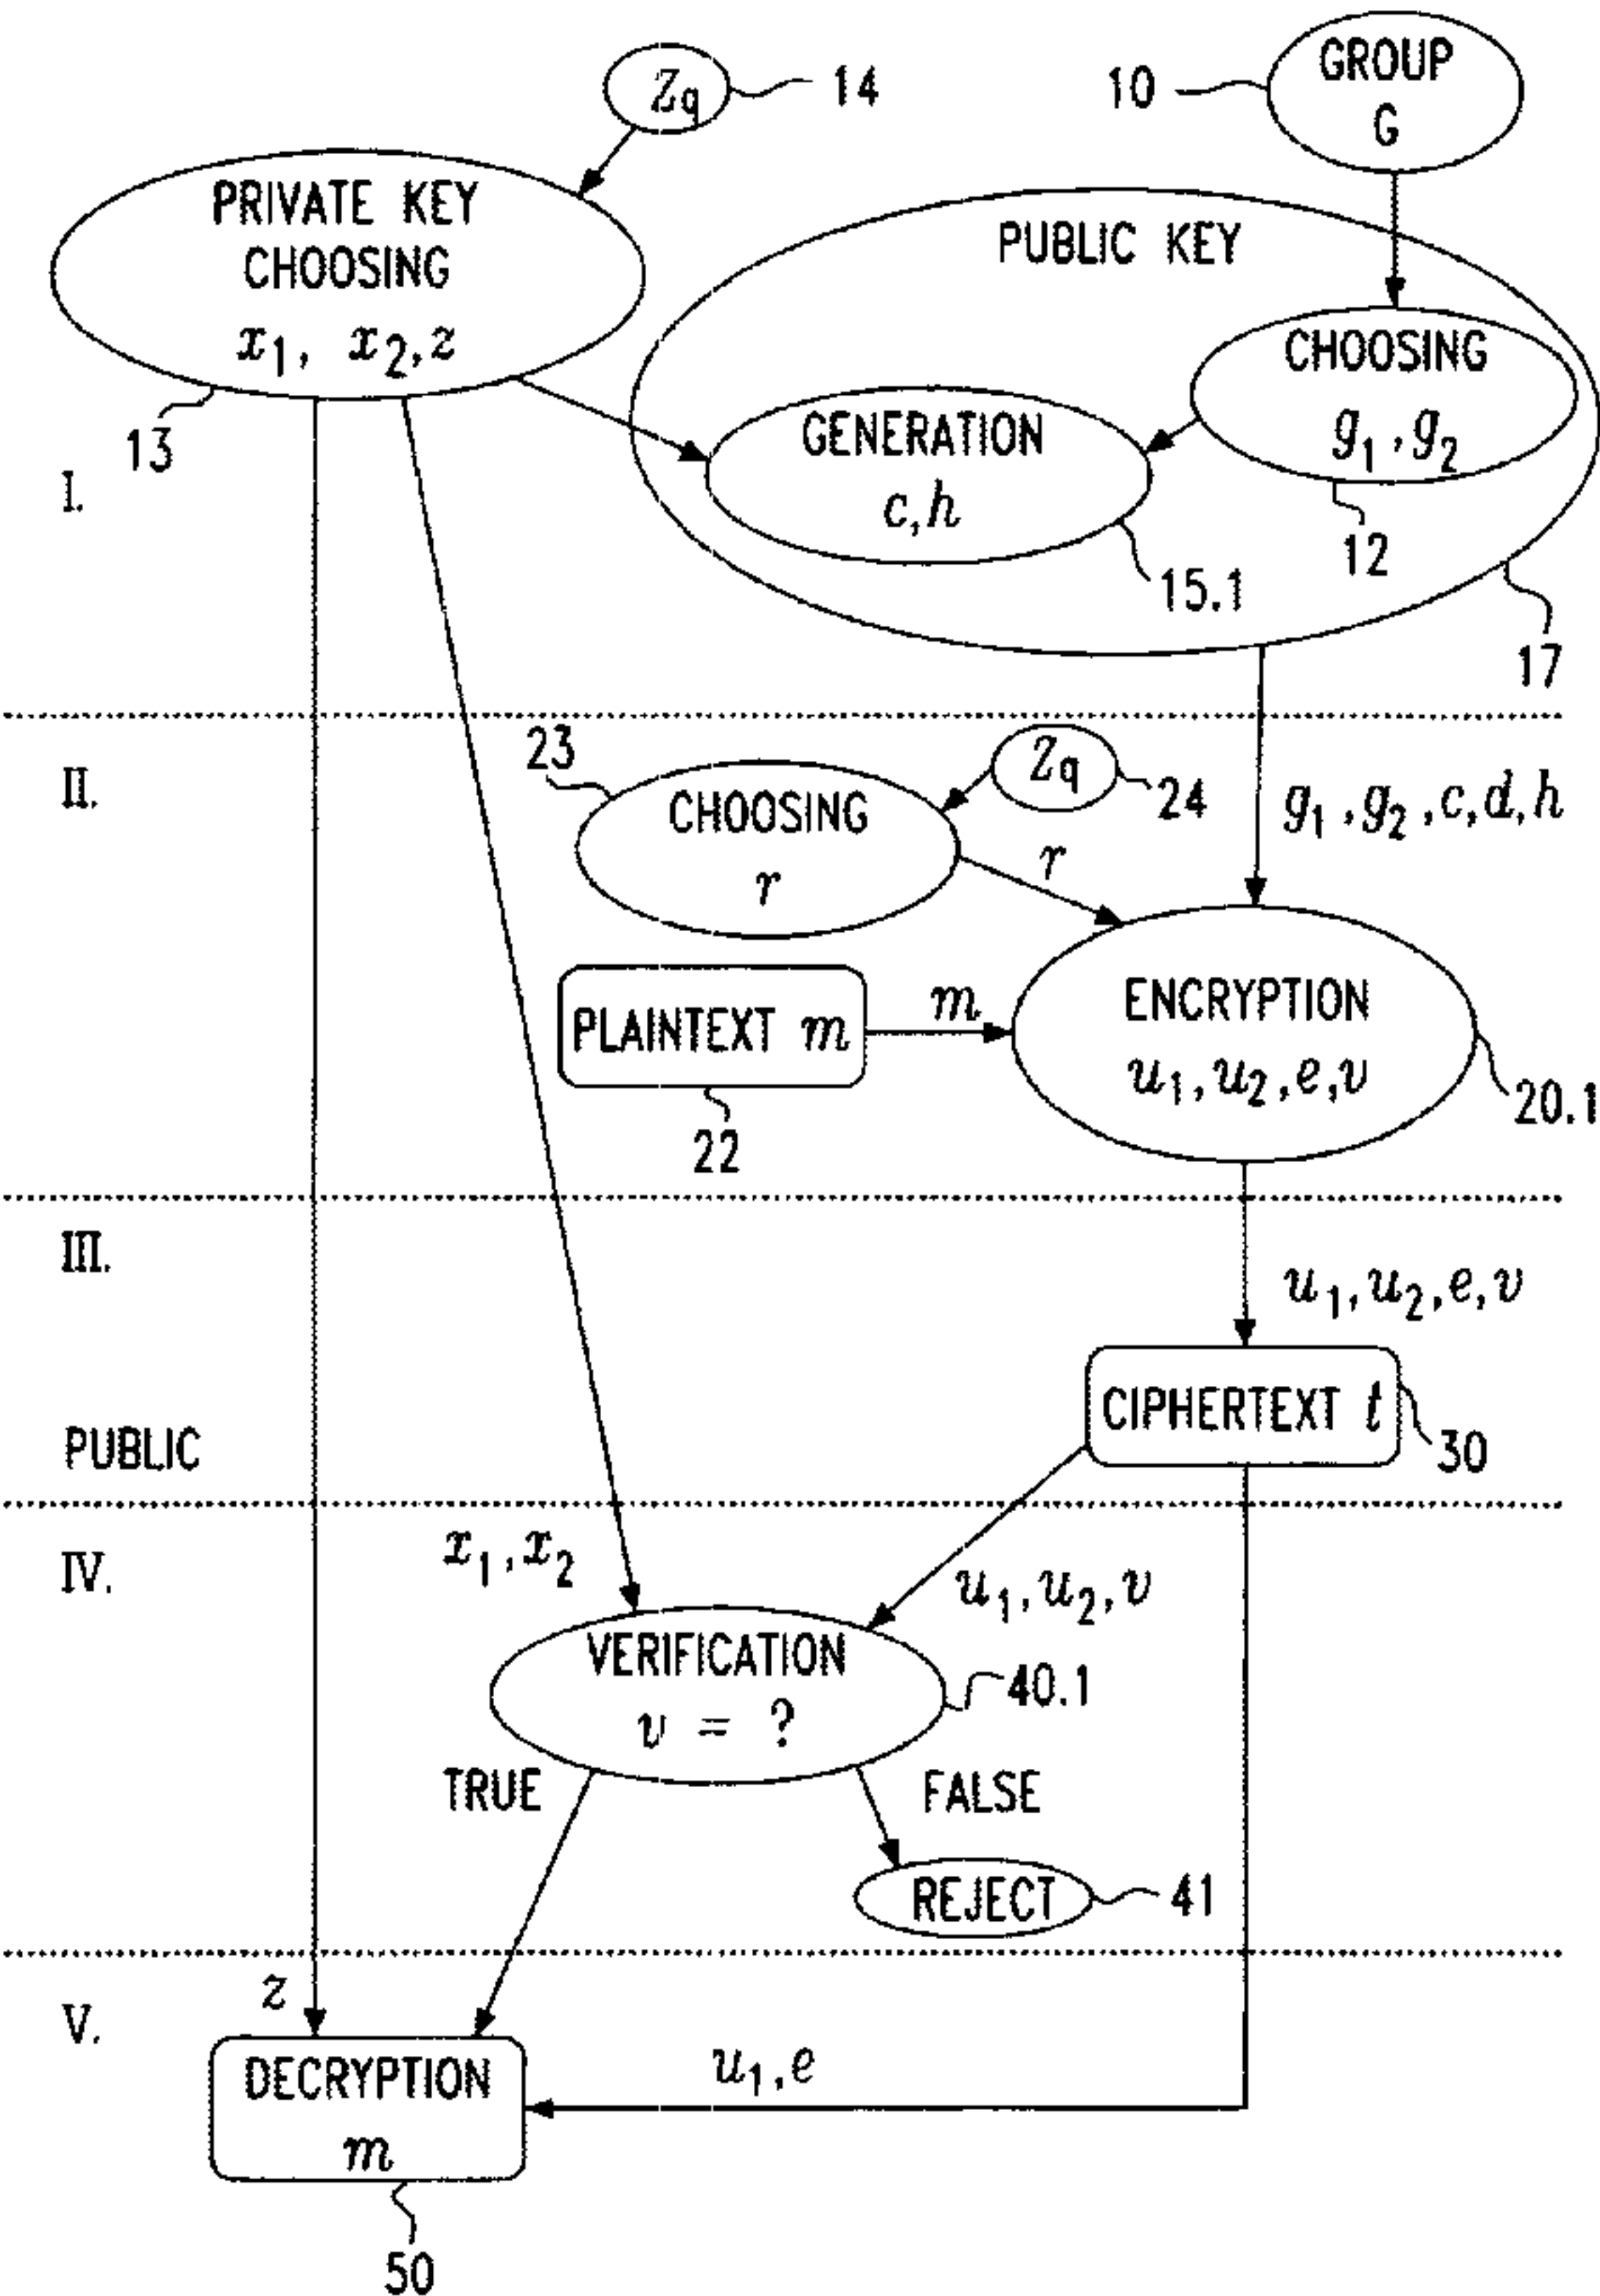 Zq
14
10
GROUP
G
PRIVATE KEY
CHOOSING
x1, x2,z
13
PUBLIC KEY
CHOOSING
g1,g2
12
GENERATION
c,h
15.1
17
I.
II.
23
CHOOSING
r
Zq
24
r
g1,g2,c,d,h
PLAINTEXT m
22
m
ENCRYPTION
u1,u2,e,v
20.1
III.
u1,u2,e,v
CIPHERTEXT t
30
PUBLIC
IV.
x1,x2
u1,u2,v
VERIFICATION
v = ?
40.1
TRUE
FALSE
REJECT
41
V.
z
DECRYPTION
m
50
u1,e